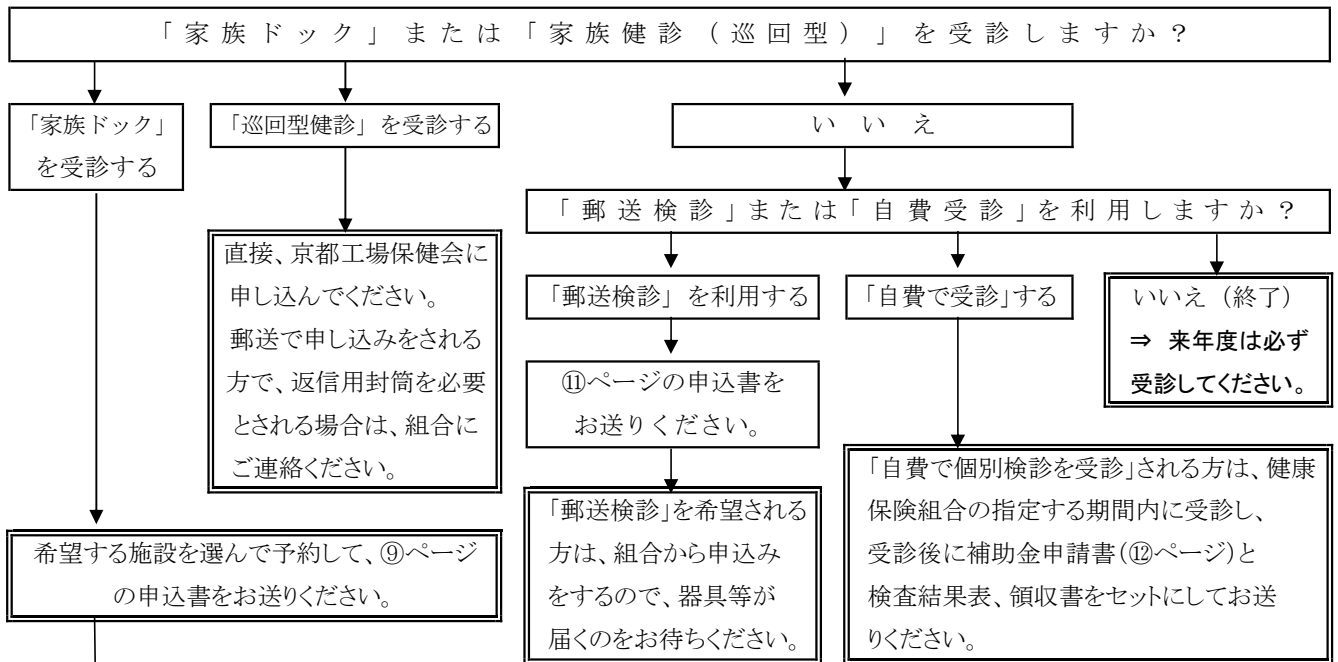 「家族ドック」または「家族健診（巡回型）」を受診しますか？
「家族ドック」
を受診する
「巡回型健診」を受診する
いいえ
「郵送検診」または「自費受診」を利用しますか？
直接、京都工場保健会に
申し込んでください。
郵送で申し込みをされる
方で、返信用封筒を必要
とされる場合は、組合に
ご連絡ください。
「郵送検診」を利用する
「自費で受診」する
いいえ（終了）
⇒ 来年度は必ず
受診してください。
⑪ページの申込書を
お送りください。
希望する施設を選んで予約して、⑨ページ
の申込書をお送りください。
「郵送検診」を希望される
方は、組合から申込み
をするので、器具等が
届くのをお待ちください。
「自費で個別検診を受診」される方は、健康
保険組合の指定する期間内に受診し、
受診後に補助金申請書（⑫ページ）と
検査結果表、領収書をセットにしてお送
りください。